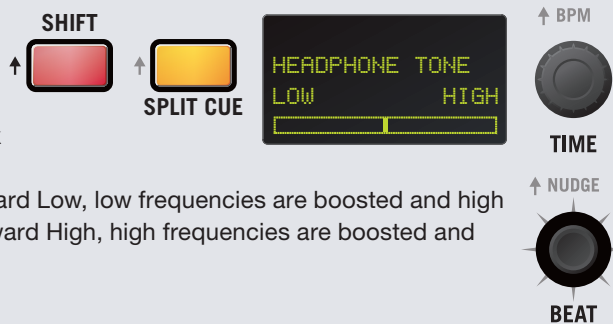 SHIFT
SPLIT CUE
HEADPHONE TONE
LOW HIGH
BPM
TIME
ard Low, low frequencies are boosted and high
ward High, high frequencies are boosted and
NUDGE
BEAT